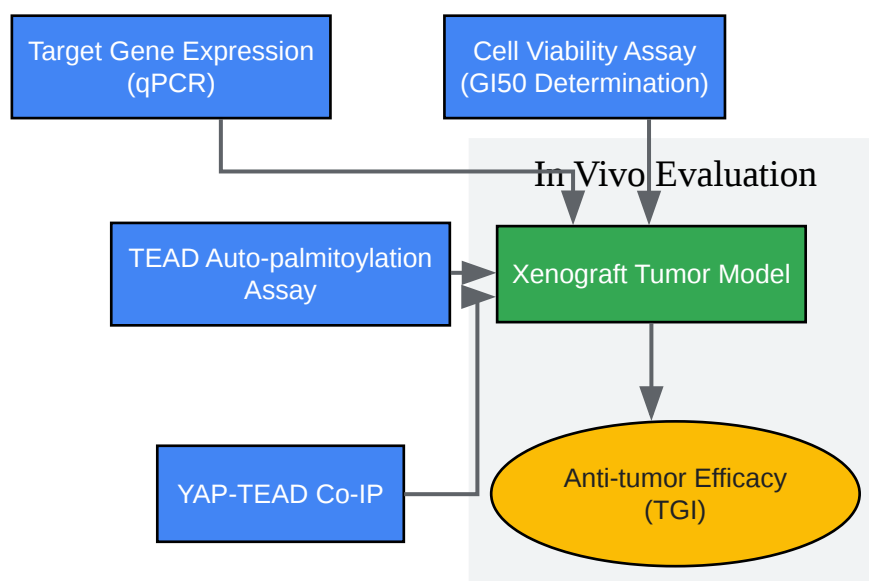 Target Gene Expression
(qPCR)
Cell Viability Assay
(GI50 Determination)
In Vivo Evaluation
TEAD Auto-palmitoylation
Assay
Xenograft Tumor Model
YAP-TEAD Co-IP
Anti-tumor Efficacy
(TGI)